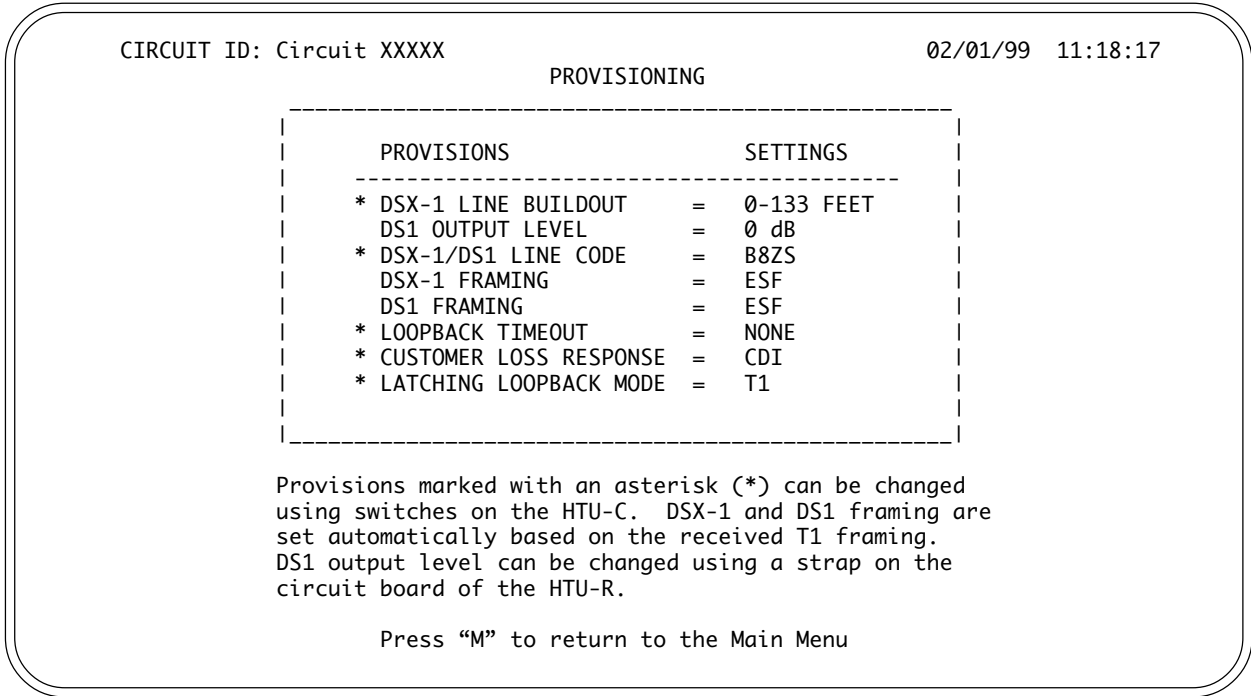 CIRCUIT ID: Circuit XXXXX 02/01/99 11:18:17
PROVISIONING
PROVISIONS SETTINGS
* DSX-1 LINE BUILDOUT = 0-133 FEET
DS1 OUTPUT LEVEL = 0 dB
* DSX-1/DS1 LINE CODE = B8ZS
DSX-1 FRAMING = ESF
DS1 FRAMING = ESF
* LOOPBACK TIMEOUT = NONE
* CUSTOMER LOSS RESPONSE = CDI
* LATCHING LOOPBACK MODE = T1
Provisions marked with an asterisk (*) can be changed
using switches on the HTU-C. DSX-1 and DS1 framing are
set automatically based on the received T1 framing.
DS1 output level can be changed using a strap on the
circuit board of the HTU-R.
Press “M” to return to the Main Menu